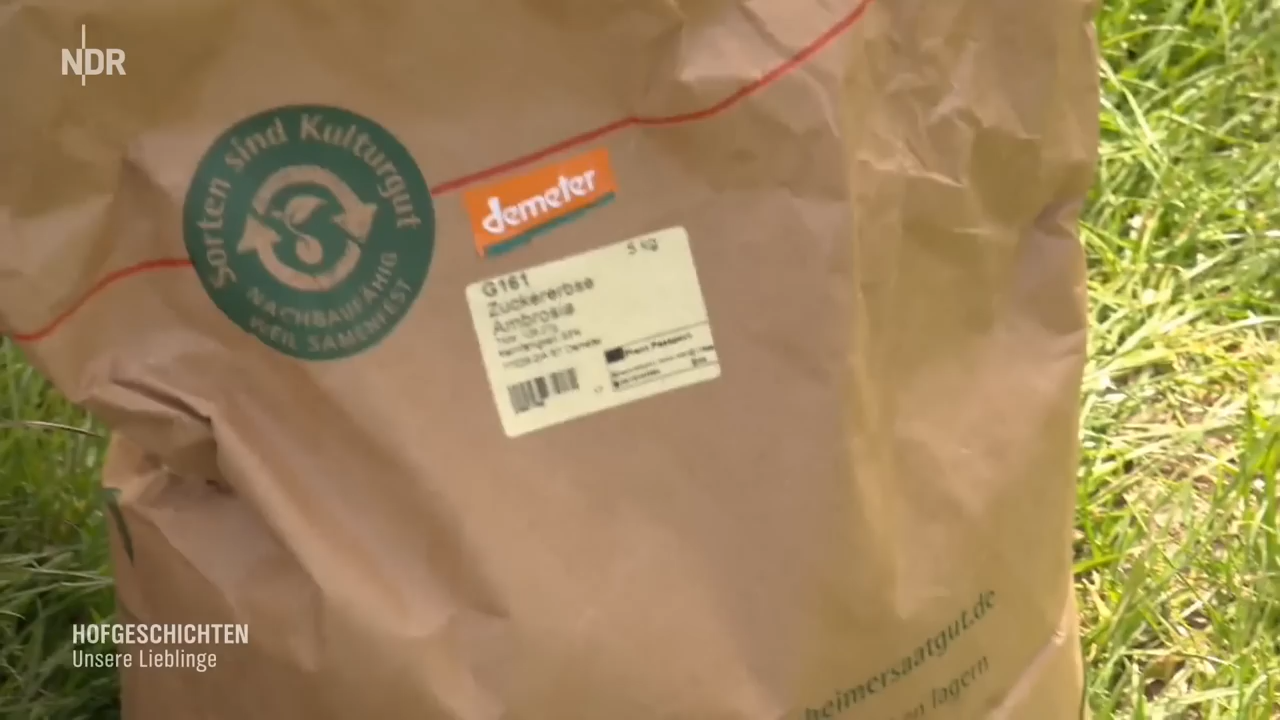 NDR
Sorten sind Kulturgut
NACHBAUFÄHIG
WEIL SAMENFEST
demeter
5 kg
G161
Zuckererbse
Ambrosia
heimersaatgut.de
lagern
HOFGESCHICHTEN
Unsere Lieblinge